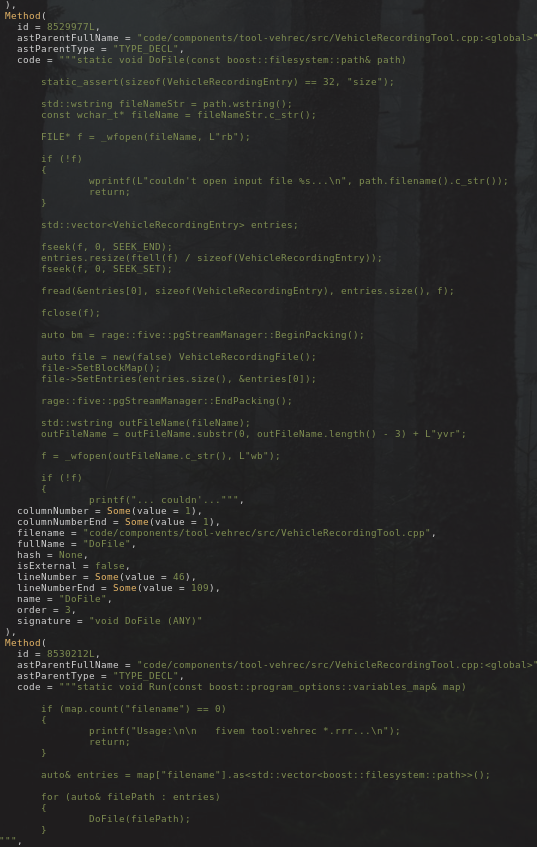 ),
Method(
id = 8529977L,
astParentFullName = "code/components/tool-vehrec/src/VehicleRecordingTool.cpp:<global>"
astParentType = "TYPE_DECL",
code = """static void DoFile(const boost::filesystem::path& path)
static_assert(sizeof(VehicleRecordingEntry) == 32, "size");
std::wstring fileNameStr = path.wstring();
const wchar_t* fileName = fileNameStr.c_str();
FILE* f = _wfopen(fileName, L"rb");
if (!f)
{
wprintf(L"couldn't open input file %s...\n", path.filename().c_str());
return;
}
std::vector<VehicleRecordingEntry> entries;
fseek(f, 0, SEEK_END);
entries.resize(ftell(f) / sizeof(VehicleRecordingEntry));
fseek(f, 0, SEEK_SET);
fread(&entries[0], sizeof(VehicleRecordingEntry), entries.size(), f);
fclose(f);
auto bm = rage::five::pgStreamManager::BeginPacking();
auto file = new(false) VehicleRecordingFile();
file->SetBlockMap();
file->SetEntries(entries.size(), &entries[0]);
rage::five::pgStreamManager::EndPacking();
std::wstring outFileName(fileName);
outFileName = outFileName.substr(0, outFileName.length() - 3) + L"yvr";
f = _wfopen(outFileName.c_str(), L"wb");
if (!f)
{
printf("... couldn'...""",
columnNumber = Some(value = 1),
columnNumberEnd = Some(value = 1),
filename = "code/components/tool-vehrec/src/VehicleRecordingTool.cpp",
fullName = "DoFile",
hash = None,
isExternal = false,
lineNumber = Some(value = 46),
lineNumberEnd = Some(value = 109),
name = "DoFile",
order = 3,
signature = "void DoFile (ANY)"
),
Method(
id = 8530212L,
astParentFullName = "code/components/tool-vehrec/src/VehicleRecordingTool.cpp:<global>"
astParentType = "TYPE_DECL",
code = """static void Run(const boost::program_options::variables_map& map)
if (map.count("filename") == 0)
{
printf("Usage:\n\n   fivem tool:vehrec *.rrr...\n");
return;
}
auto& entries = map["filename"].as<std::vector<boost::filesystem::path>>();
for (auto& filePath : entries)
{
DoFile(filePath);
}
""",